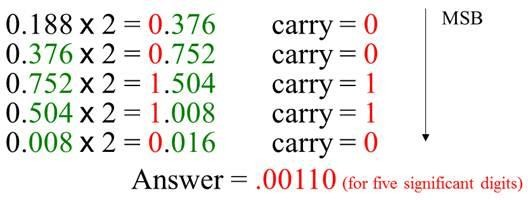 0.188 x 2 = 0.376 carry = 0 MSB
0.376 x 2 = 0.752 carry = 0
0.752 x 2 = 1.504 carry = 1
0.504 x 2 = 1.008 carry = 1
0.008 x 2 = 0.016 carry = 0
Answer = .00110 (for five significant digits)